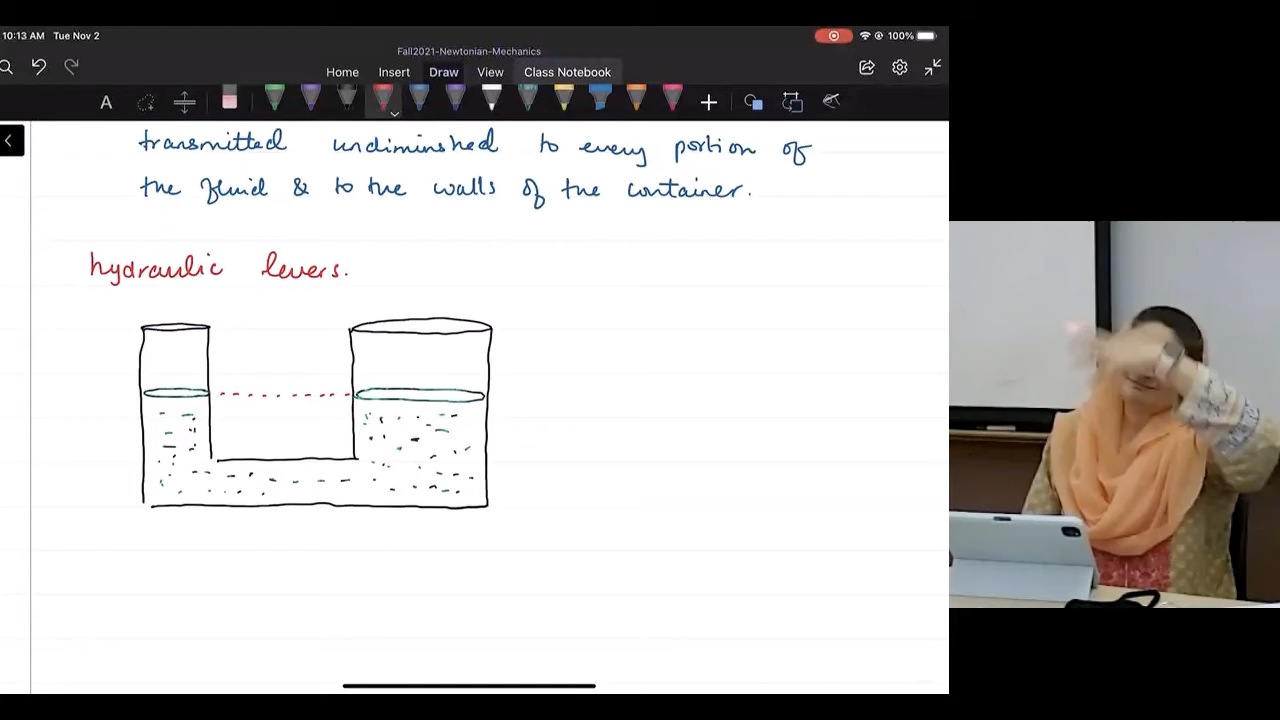 10:13 AM Tue Nov 2
100%
Fall2021-Newtonian-Mechanics
Home Insert Draw View Class Notebook
A
transmitted undiminshed to every portion of
the fluid & to the walls of the container.
hydraulic levers.